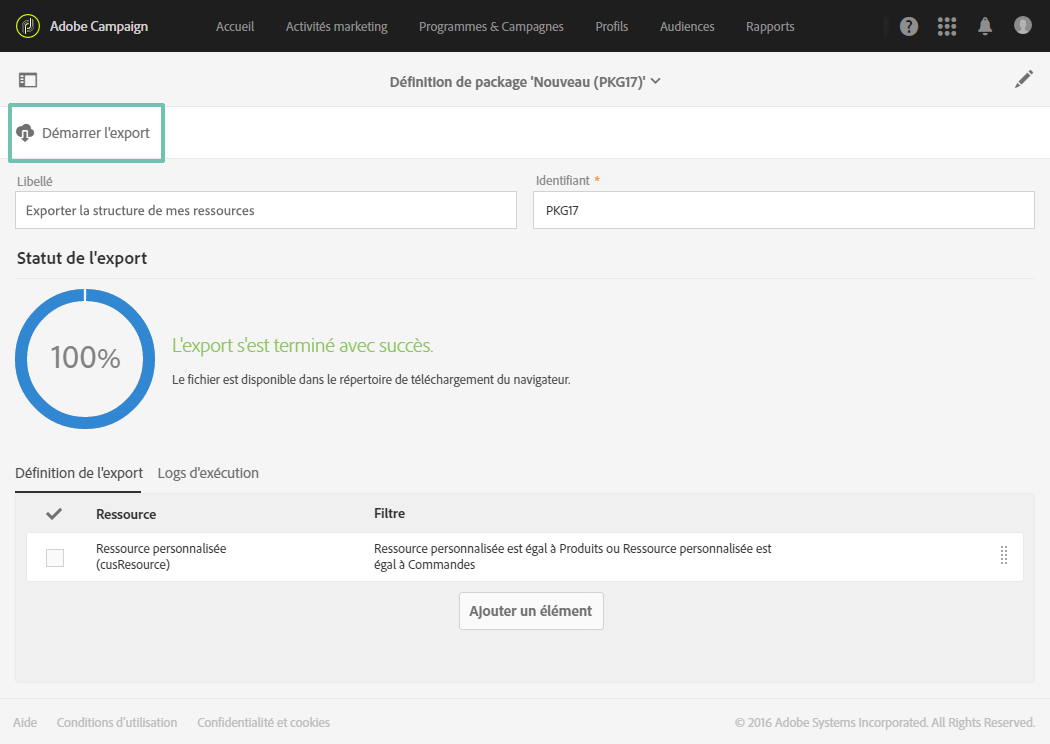 Adobe Campaign Accueil Activités marketing Programmes & Campagnes Profils Audiences Rapports
Définition de package 'Nouveau (PKG17)'
Démarrer l'export
Libellé Identifiant *
Exporter la structure de mes ressources PKG17
Statut de l'export
100%
L'export s'est terminé avec succès.
Le fichier est disponible dans le répertoire de téléchargement du navigateur.
Définition de l'export Logs d'exécution
Ressource Filtre
Ressource personnalisée Ressource personnalisée est égal à Produits ou Ressource personnalisée est
(cusResource) égal à Commandes
Ajouter un élément
Aide Conditions d'utilisation Confidentialité et cookies © 2016 Adobe Systems Incorporated. All Rights Reserved.